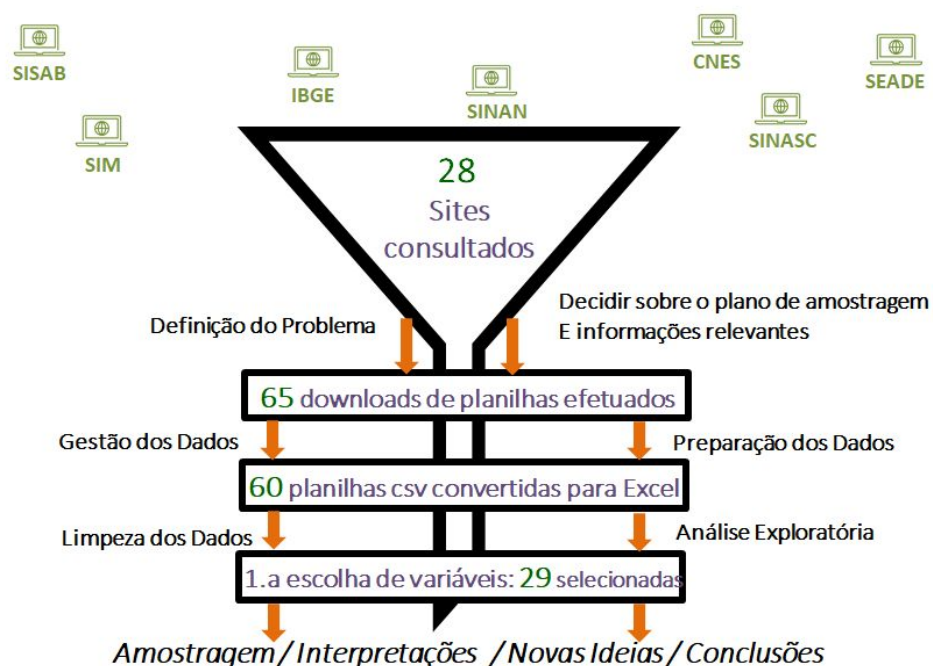 SISAB
IBGE
CNES
SEADE
SINAN
SIM
SINASC
28
Sites
consultados
Definição do Problema
Decidir sobre o plano de amostragem
E informações relevantes
65 downloads de planilhas efetuados
Gestão dos Dados
Preparação dos Dados
60 planilhas csv convertidas para Excel
Limpeza dos Dados
Análise Exploratória
1.a escolha de variáveis: 29 selecionadas
Amostragem / Interpretações / Novas Ideias / Conclusões